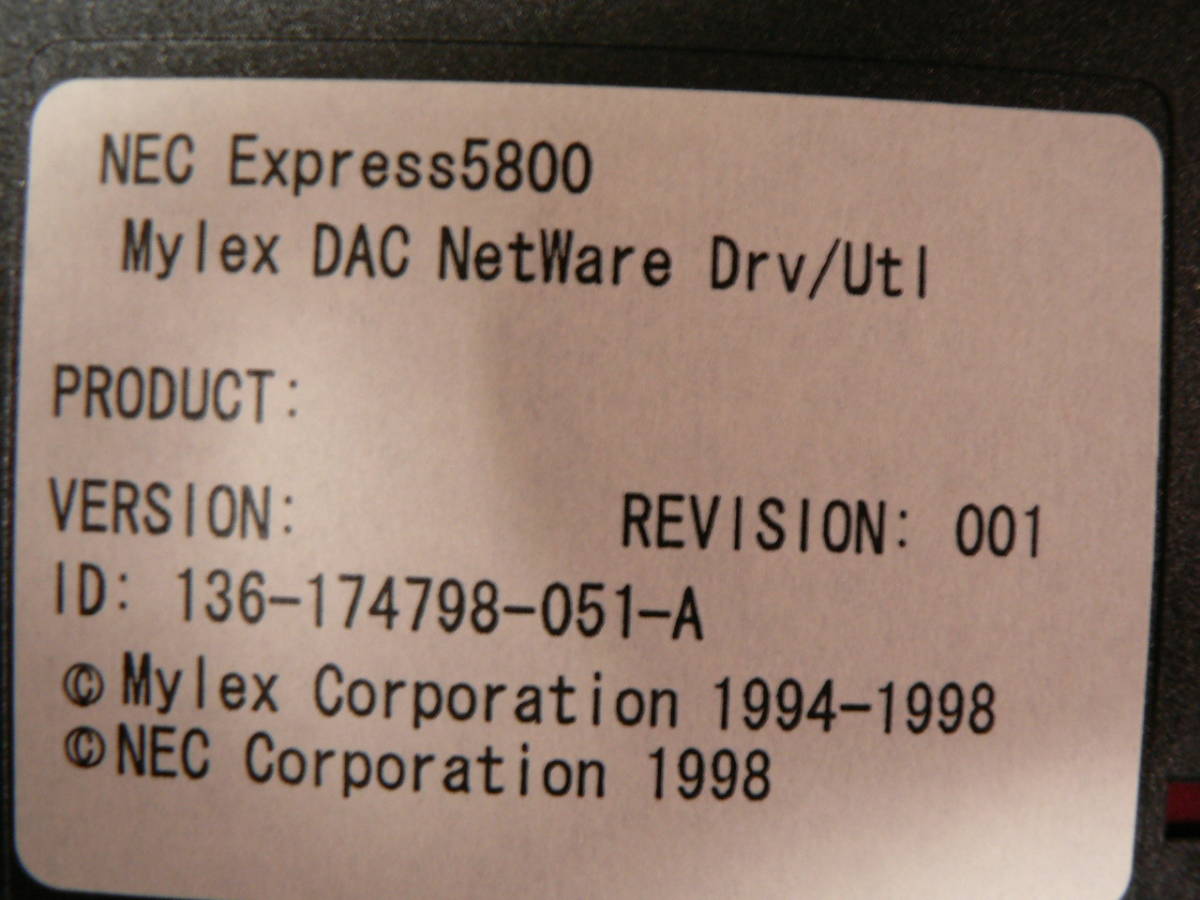 NEC Express5800
Mylex DAC NetWare Drv/Utl
PRODUCT:
VERSION: REVISION: 001
ID: 136-174798-051-A
© Mylex Corporation 1994-1998
© NEC Corporation 1998